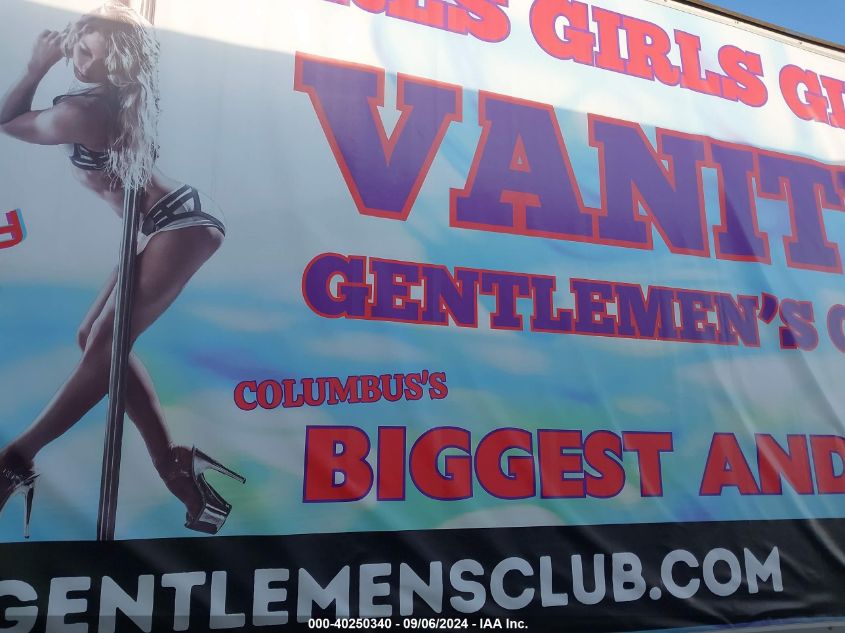 GIRLS GIRLS
VANIT
GENTLEMEN'S
COLUMBUS'S
BIGGEST AND
GENTLEMENSCLUB.COM
000-40250340 - 09/06/2024 - IAA Inc.